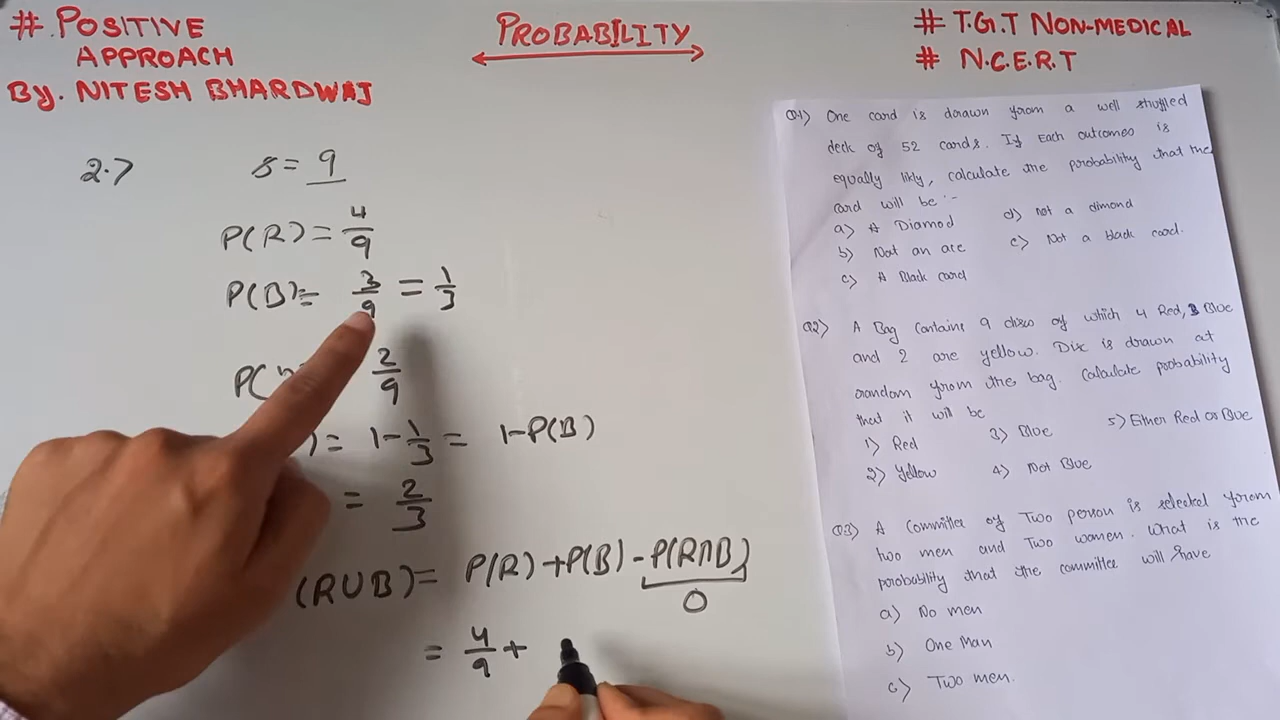 # POSITIVE
APPROACH
By. NITESH BHARDWAJ
PROBABILITY
# T.G.T NON-MEDICAL
# N.C.E.R.T
2.7
S = 9
P(R) = 4/9
P(B) = 3/9 = 1/3
P( 2/9
) = 1-1/3 = 1-P(B)
= 2/3
(RUB) = P(R) + P(B) - P(R∩B)
0
= 4/9 +
Q1) One card is drawn from a well shuffled
deck of 52 cards. If Each outcomes is
equally likly, calculate the probability that the
card will be :-
a) A Diamod
d) not a dimond
b) Not an ace
e) Not a black card.
c) A Black card
Q2) A Bag Contains 9 discs of which 4 Red, 3 Blue
and 2 are yellow. Disc is drawn at
random from the bag. Calculate probability
that it will be
1) Red
3) Blue
5) Either Red or Blue
2) Yellow
4) Not Blue
Q3) A Committee of Two person is selected from
two men and Two women. What is the
probability that the committee will have
a) No men
b) One Man
c) Two men.